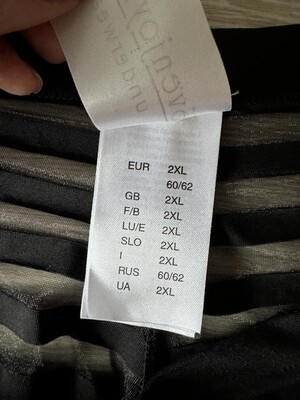 EUR 2XL
60/62
GB 2XL
F/B 2XL
LU/E 2XL
SLO 2XL
I 2XL
RUS 60/62
UA 2XL